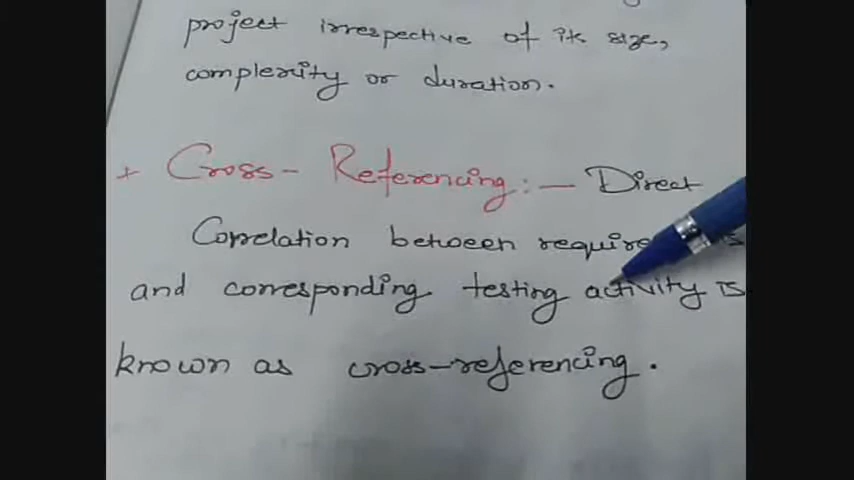 project irrespective of its size,
complexity or duration.
+ Cross-Referencing:- Direct
Correlation between
and corresponding testing activity is
known as cross-referencing.